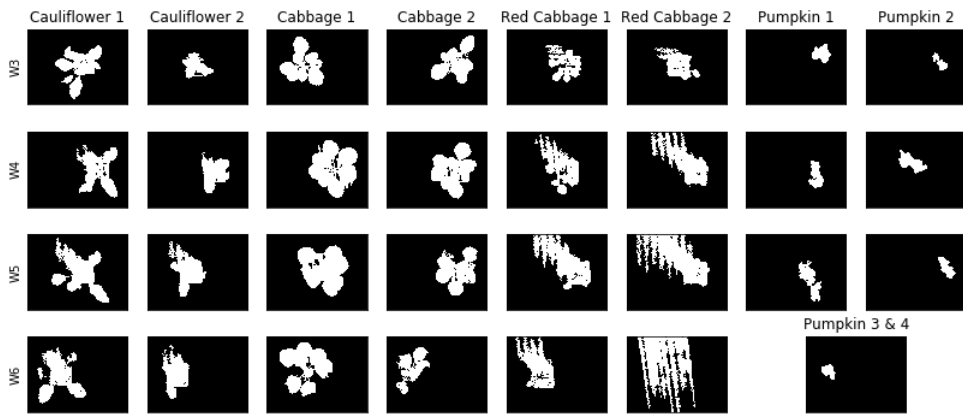 Cauliflower 1 Cauliflower 2 Cabbage 1 Cabbage 2 Red Cabbage 1 Red Cabbage 2 Pumpkin 1 Pumpkin 2
W3
W4
W5
Pumpkin 3 & 4
W6